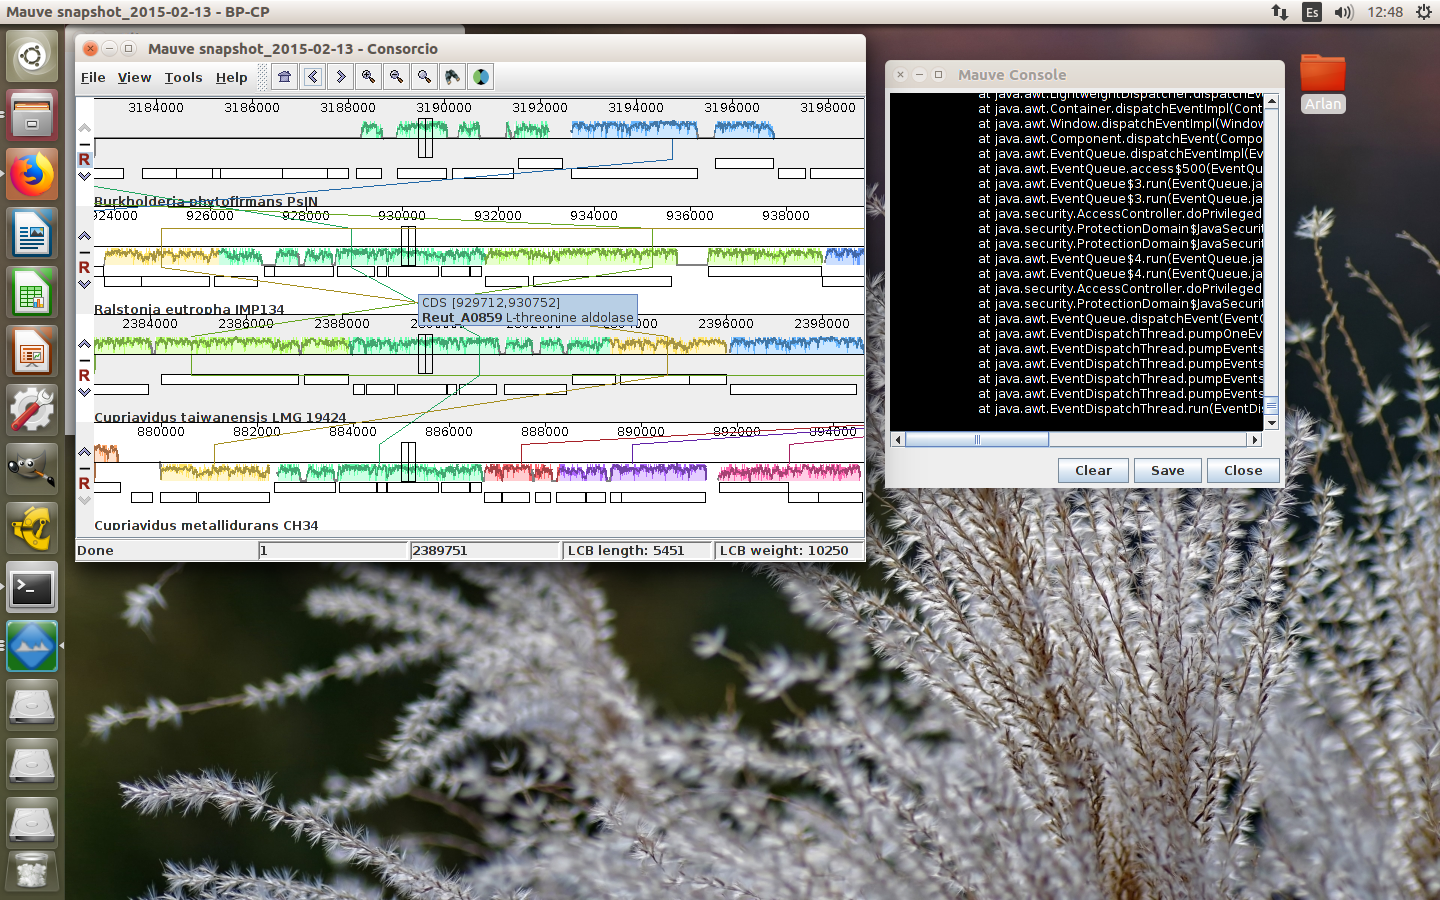 Mauve snapshot_2015-02-13 - BP-CP
Es
12:48
Mauve snapshot_2015-02-13 - Consorcio
File View Tools Help
3184000 3186000 3188000 3190000 3192000 3194000 3196000 3198000
R
Burkholderia phytofirmans PsJN
924000 926000 928000 930000 932000 934000 936000 938000
R
CDS [929712,930752]
Reut_A0859 L-threonine aldolase
Ralstonia eutropha JMP134
2384000 2386000 2388000 2396000 2398000
R
Cupriavidus taiwanensis LMG 19424
880000 882000 884000 886000 888000 890000 892000 894000
R
Cupriavidus metallidurans CH34
Done 1 2389751 LCB length: 5451 LCB weight: 10250
Mauve Console
at java.awt.LightweightDispatcher.dispatchEv
at java.awt.Container.dispatchEventImpl(Cont
at java.awt.Window.dispatchEventImpl(Window
at java.awt.Component.dispatchEvent(Compo
at java.awt.EventQueue.dispatchEventImpl(Ev
at java.awt.EventQueue.access$500(EventQu
at java.awt.EventQueue$3.run(EventQueue.ja
at java.awt.EventQueue$3.run(EventQueue.ja
at java.security.AccessController.doPrivileged
at java.security.ProtectionDomain$JavaSecurit
at java.security.ProtectionDomain$JavaSecurit
at java.awt.EventQueue$4.run(EventQueue.ja
at java.awt.EventQueue$4.run(EventQueue.ja
at java.security.AccessController.doPrivileged
at java.security.ProtectionDomain$JavaSecurit
at java.awt.EventQueue.dispatchEvent(EventQ
at java.awt.EventDispatchThread.pumpOneEv
at java.awt.EventDispatchThread.pumpEvents
at java.awt.EventDispatchThread.pumpEvents
at java.awt.EventDispatchThread.pumpEvents
at java.awt.EventDispatchThread.pumpEvents
at java.awt.EventDispatchThread.run(EventDis
Clear Save Close
Arlan